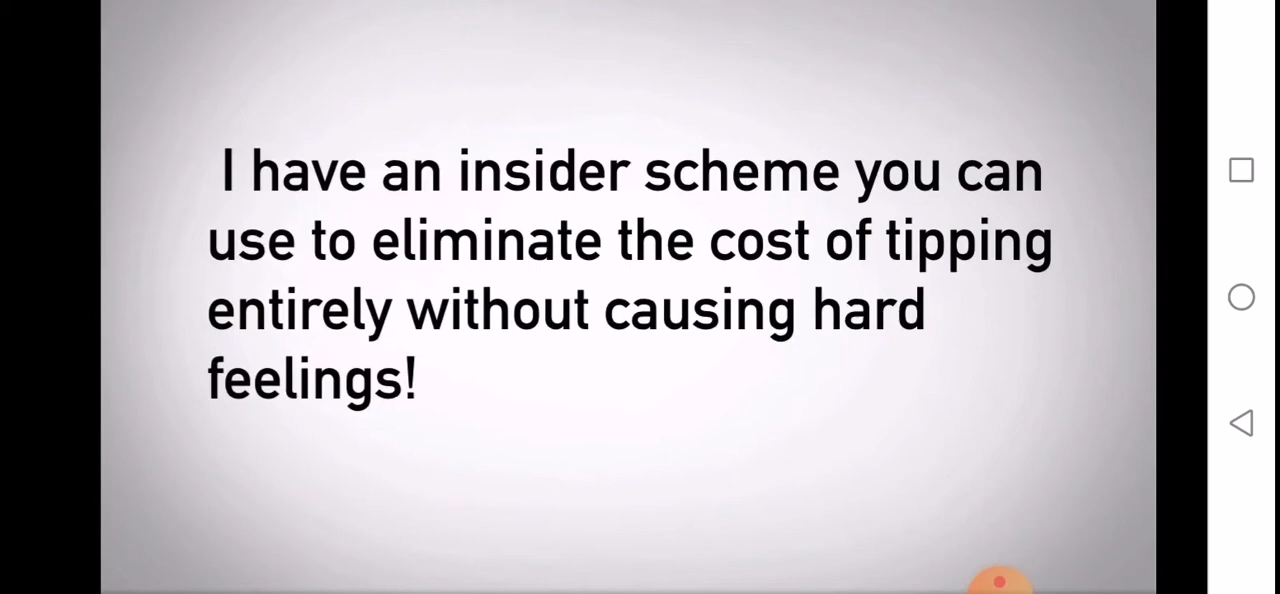 I have an insider scheme you can
use to eliminate the cost of tipping
entirely without causing hard
feelings!